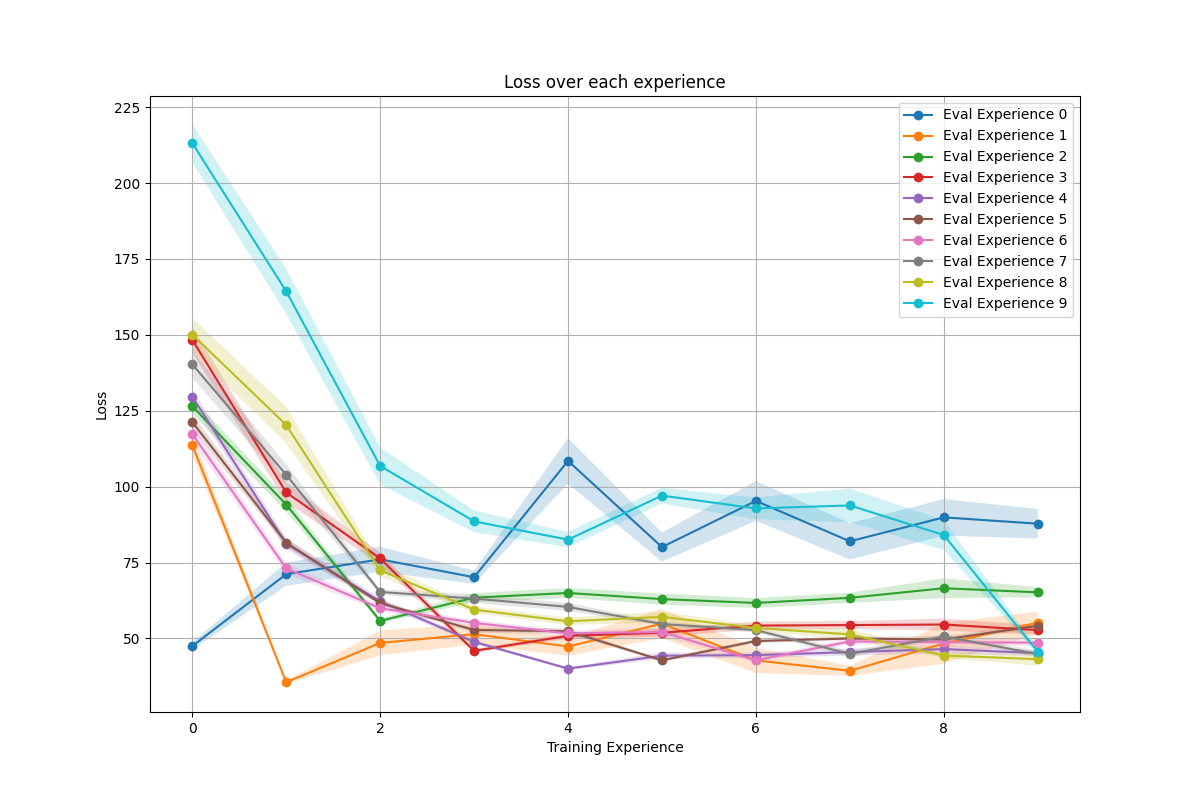 Loss over each experience
225
200
175
150
125
100
75
50
Loss
0
2
4
6
8
Training Experience
Eval Experience 0
Eval Experience 1
Eval Experience 2
Eval Experience 3
Eval Experience 4
Eval Experience 5
Eval Experience 6
Eval Experience 7
Eval Experience 8
Eval Experience 9